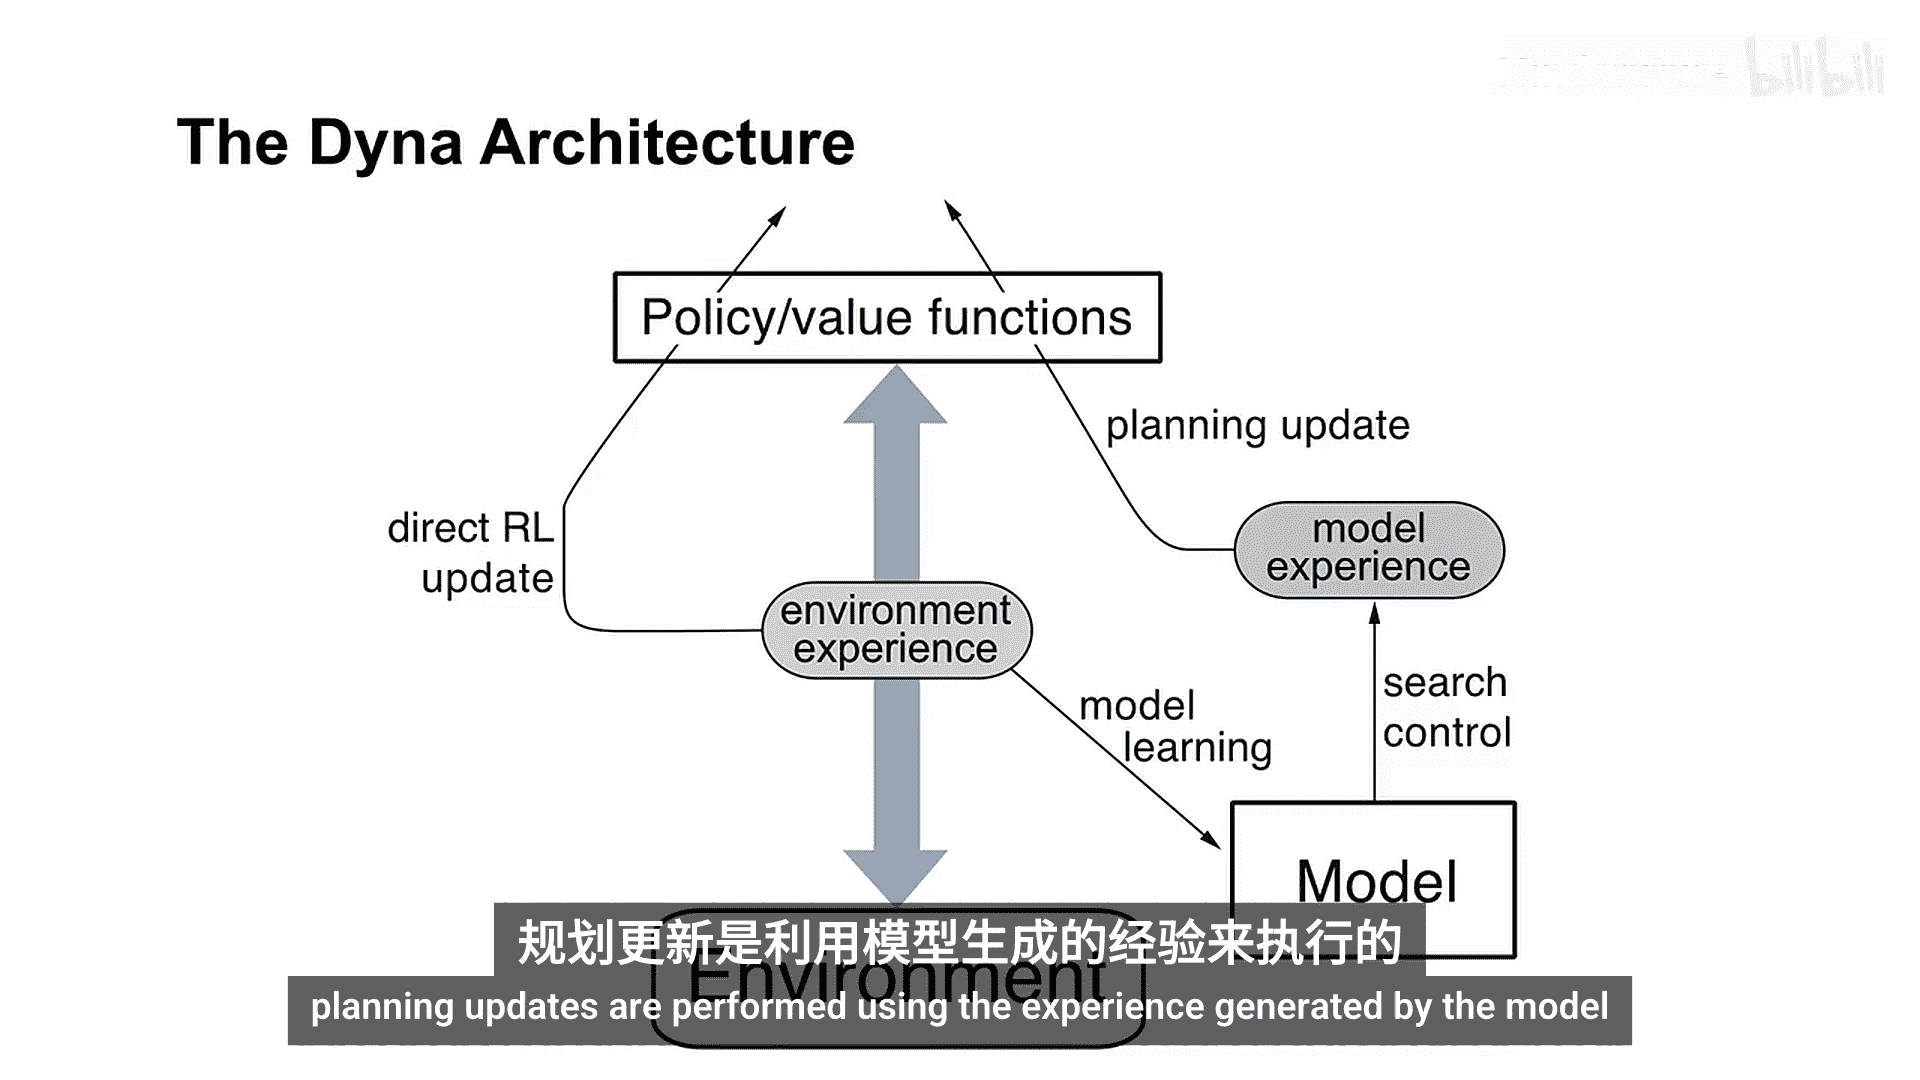 bilibili
The Dyna Architecture
Policy/value functions
planning update
direct RL
update
model
experience
environment
experience
model
learning
search
control
Model
Environment
规划更新是利用模型生成的经验来执行的
planning updates are performed using the experience generated by the model